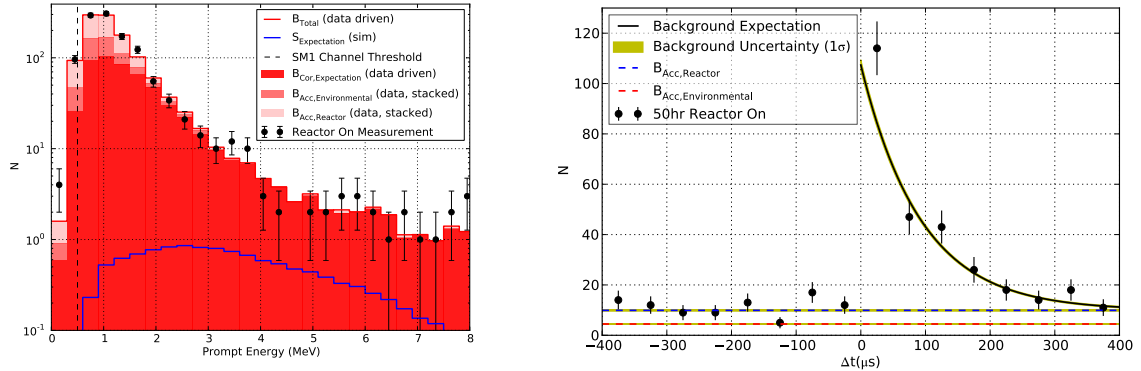 B_Total (data driven)
S_Expectation (sim)
SM1 Channel Threshold
B_Cor,Expectation (data driven)
B_Acc,Environmental (data, stacked)
B_Acc,Reactor (data, stacked)
Reactor On Measurement
10^2
10^1
10^0
10^-1
N
0 1 2 3 4 5 6 7 8
Prompt Energy (MeV)
Background Expectation
Background Uncertainty (1σ)
B_Acc,Reactor
B_Acc,Environmental
50hr Reactor On
120
100
80
60
40
20
0
N
−400 −300 −200 −100 0 100 200 300 400
Δt(μs)